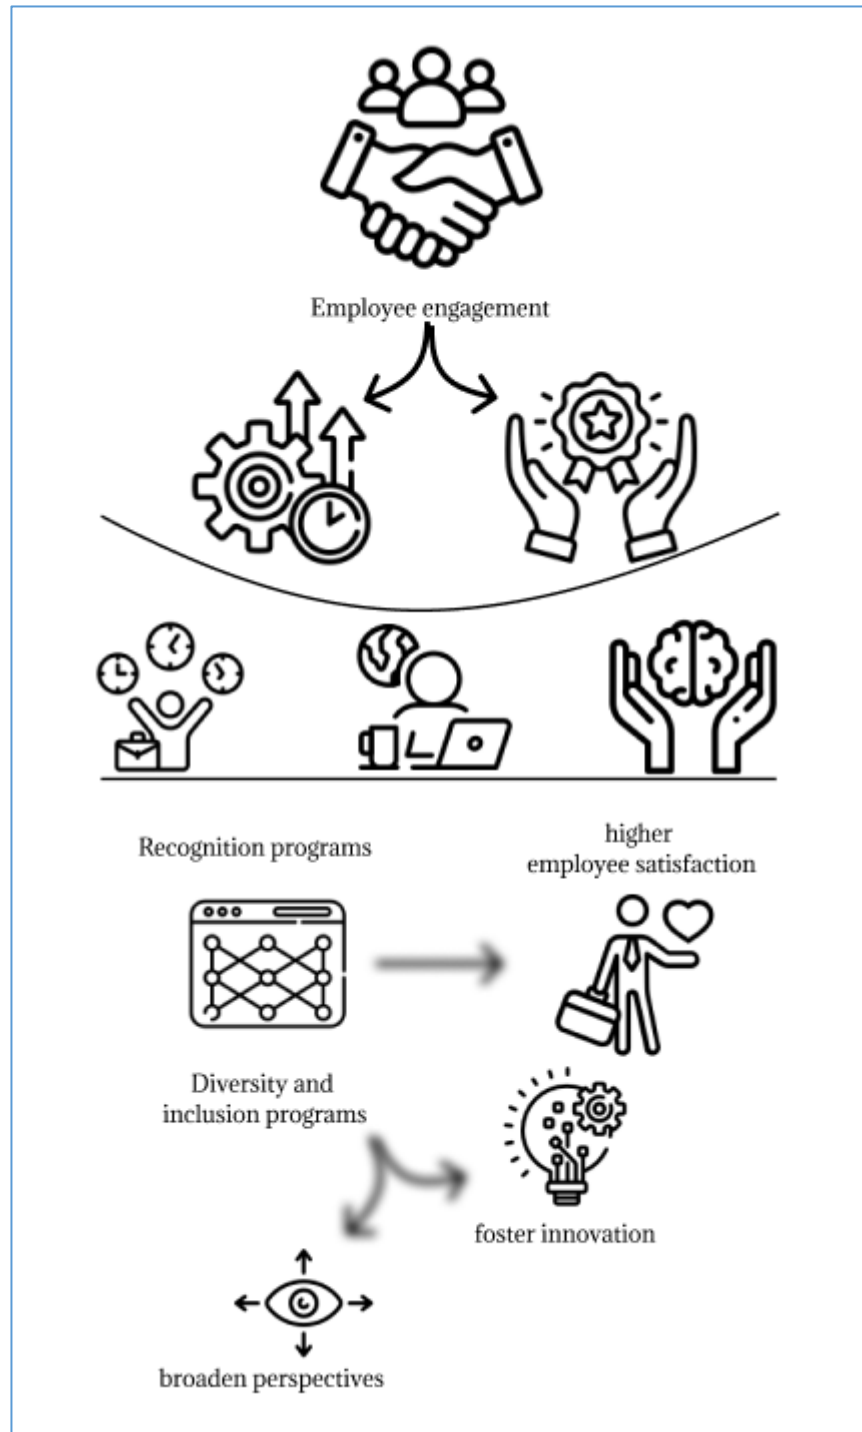 Employee engagement
Recognition programs
higher
employee satisfaction
Diversity and
inclusion programs
foster innovation
broaden perspectives